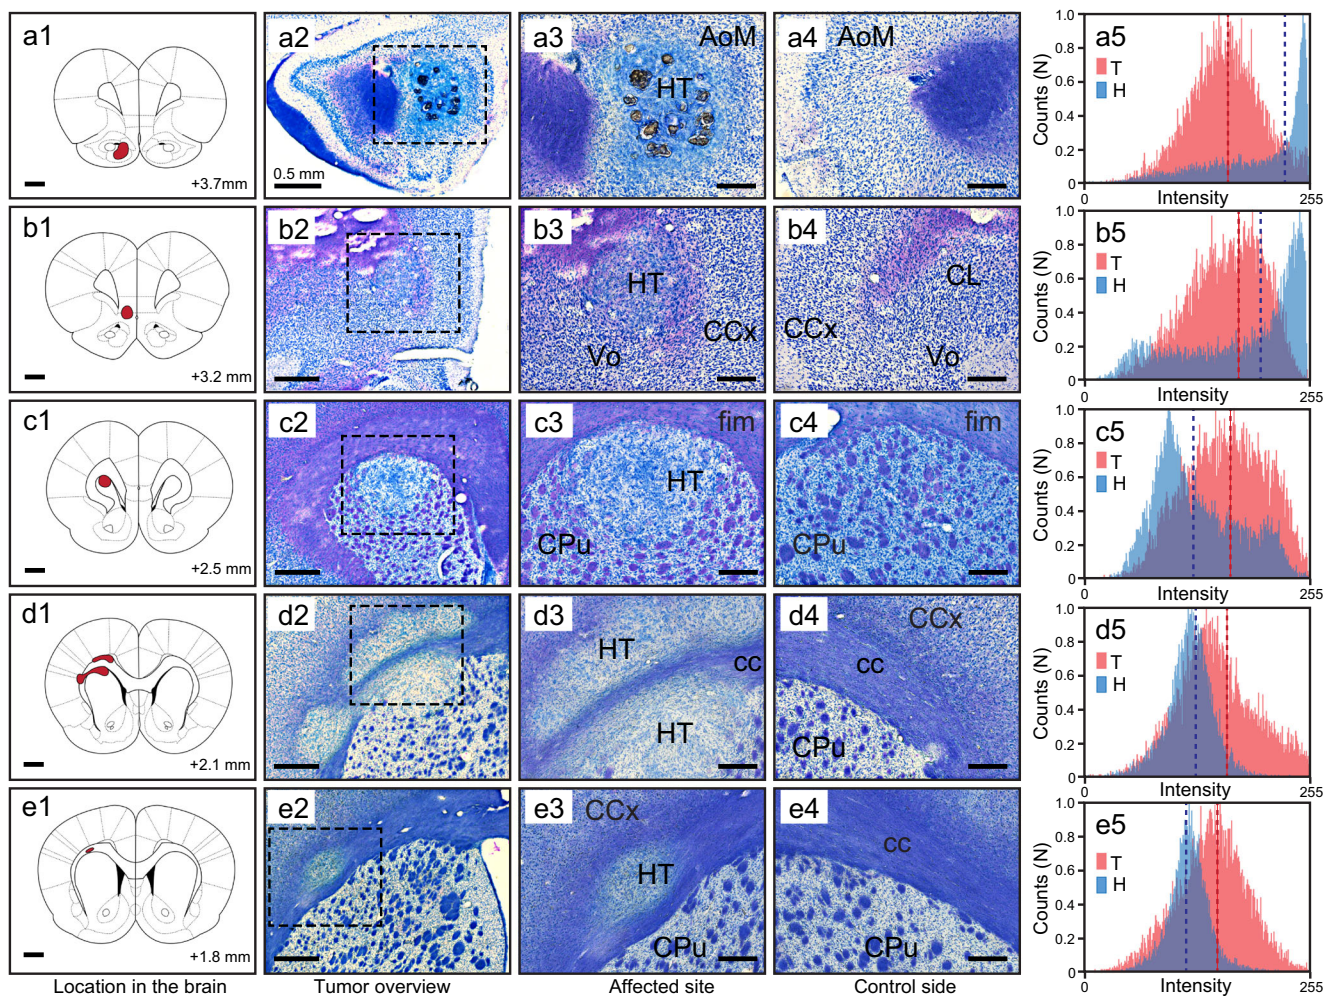 a1
+3.7mm
a2
0.5 mm
a3
AoM
HT
a4
AoM
a5
T
H
Counts (N)
1.0
0.8
0.6
0.4
0.2
0
0
Intensity
255
b1
+3.2 mm
b2
b3
HT
CCx
Vo
b4
CL
CCx
Vo
b5
T
H
Counts (N)
1.0
0.8
0.6
0.4
0.2
0
0
Intensity
255
c1
+2.5 mm
c2
c3
fim
HT
CPu
c4
fim
CPu
c5
T
H
Counts (N)
1.0
0.8
0.6
0.4
0.2
0
0
Intensity
255
d1
+2.1 mm
d2
d3
HT
cc
HT
d4
CCx
cc
CPu
d5
T
H
Counts (N)
1.0
0.8
0.6
0.4
0.2
0
0
Intensity
255
e1
+1.8 mm
e2
e3
CCx
HT
CPu
e4
cc
CPu
e5
T
H
Counts (N)
1.0
0.8
0.6
0.4
0.2
0
0
Intensity
255
Location in the brain
Tumor overview
Affected site
Control side